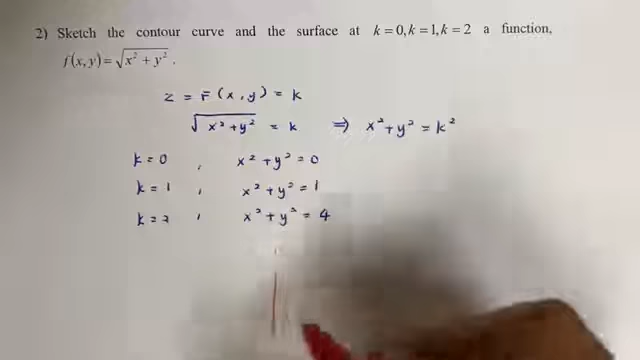 2) Sketch the contour curve and the surface at k = 0, k = 1, k = 2 a function,
f(x, y) = √(x² + y²) .
z = F(x, y) = k
√(x² + y²) = k ⇒ x² + y² = k²
k = 0 , x² + y² = 0
k = 1 , x² + y² = 1
k = 2 , x² + y² = 4